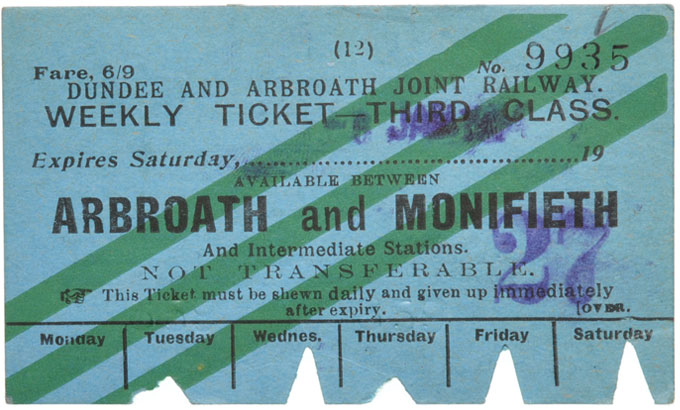 (12)
Fare, 6/9 No. 9935
DUNDEE AND ARBROATH JOINT RAILWAY.
WEEKLY TICKET—THIRD CLASS.
Expires Saturday,..............................19
AVAILABLE BETWEEN
ARBROATH and MONIFIETH
And Intermediate Stations.
NOT TRANSFERABLE.
27
☞ This Ticket must be shewn daily and given up immediately
after expiry. [OVER.
Monday Tuesday Wednes. Thursday Friday Saturday